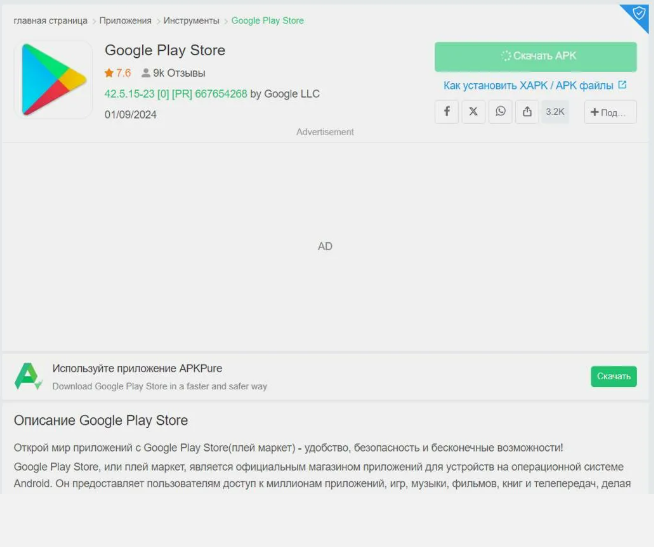 главная страница > Приложения > Инструменты > Google Play Store
Google Play Store
7.6 9k Отзывы
42.5.15-23 [0] [PR] 667654268 by Google LLC
01/09/2024
Скачать APK
Как установить XAPK / APK файлы
3.2K
+ Под...
Advertisement
AD
Используйте приложение APKPure
Download Google Play Store in a faster and safer way
Скачать
Описание Google Play Store
Открой мир приложений с Google Play Store(плей маркет) - удобство, безопасность и бесконечные возможности!
Google Play Store, или плей маркет, является официальным магазином приложений для устройств на операционной системе
Android. Он предоставляет пользователям доступ к миллионам приложений, игр, музыки, фильмов, книг и телепередач, делая